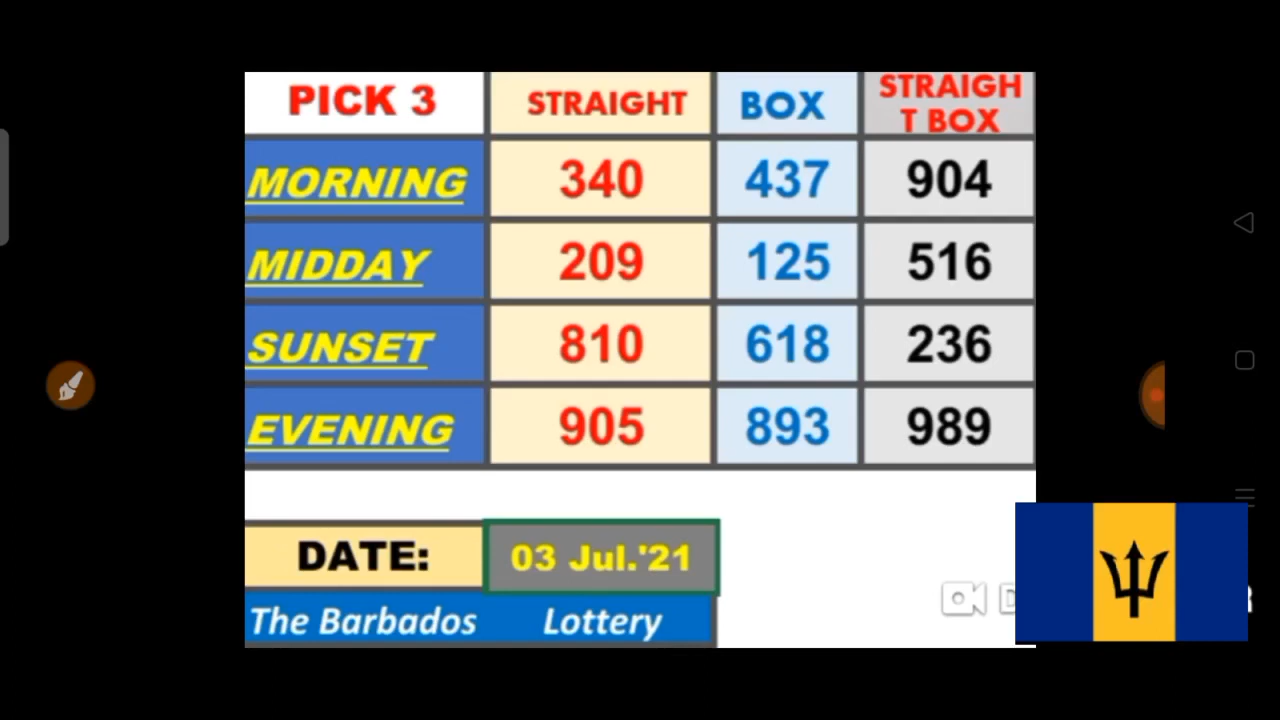 PICK 3 STRAIGHT BOX STRAIGH
T BOX
MORNING 340 437 904
MIDDAY 209 125 516
SUNSET 810 618 236
EVENING 905 893 989
DATE: 03 Jul.'21
The Barbados Lottery